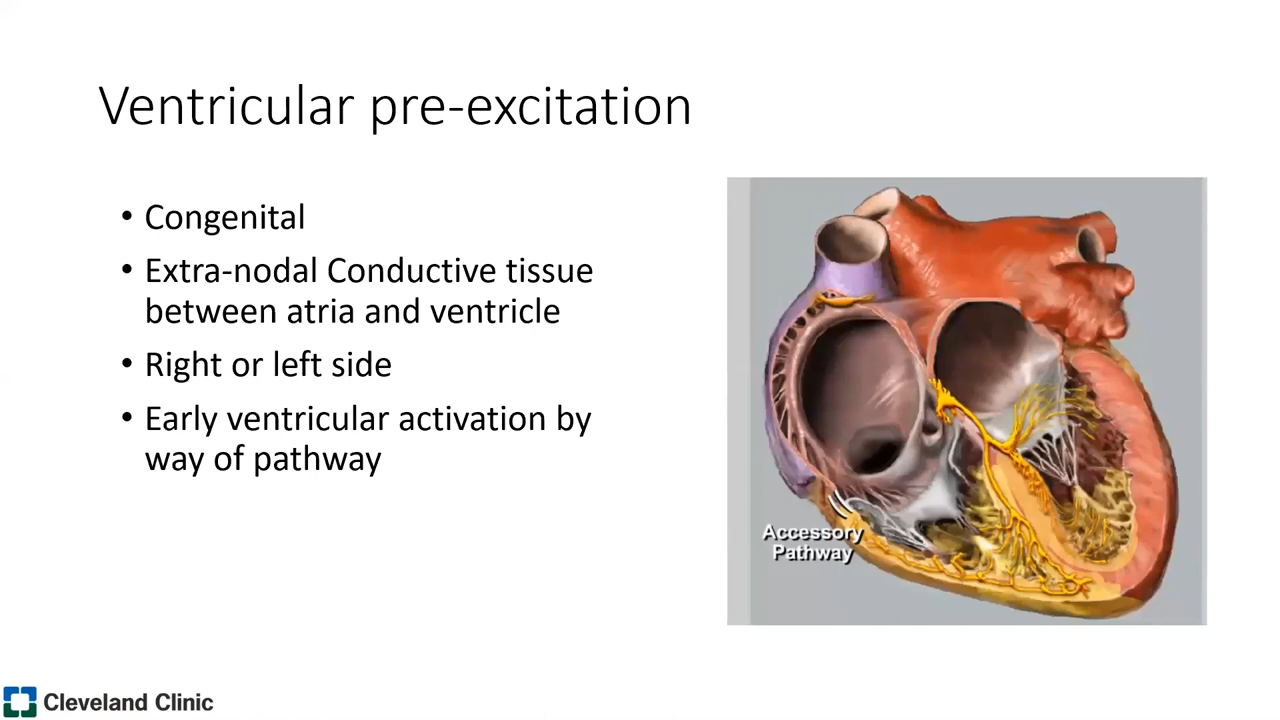 Ventricular pre-excitation
• Congenital
• Extra-nodal Conductive tissue
between atria and ventricle
• Right or left side
• Early ventricular activation by
way of pathway
Accessory
Pathway
Cleveland Clinic